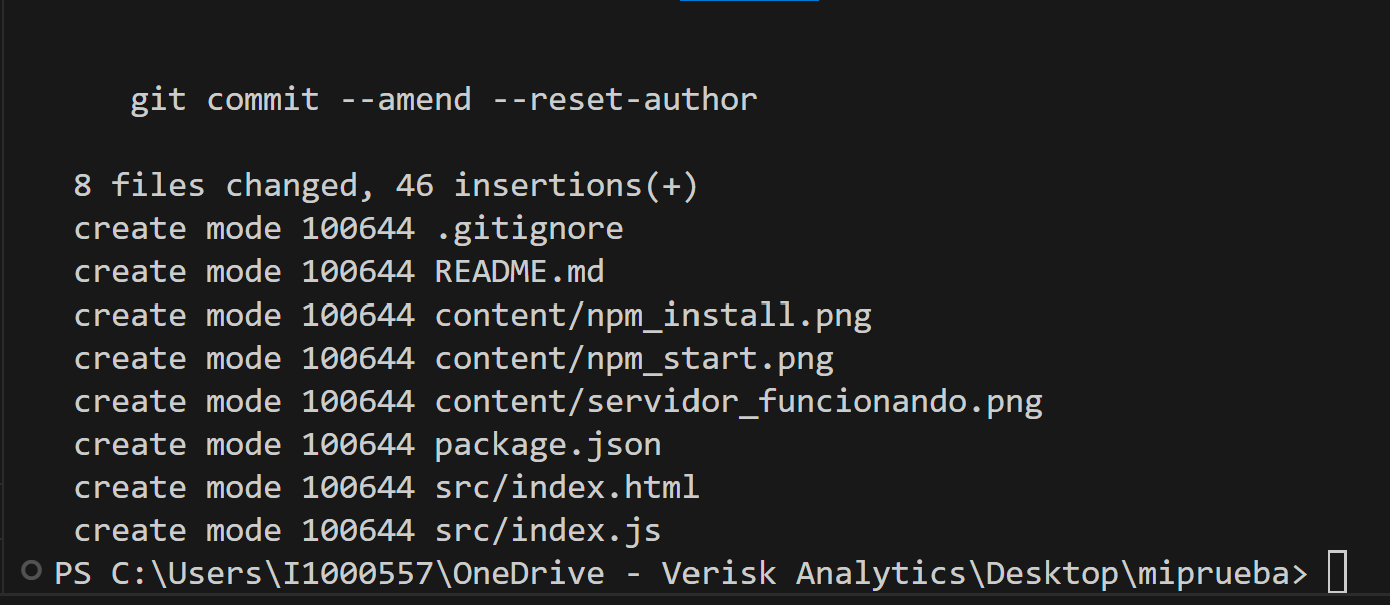 git commit --amend --reset-author
8 files changed, 46 insertions(+)
create mode 100644 .gitignore
create mode 100644 README.md
create mode 100644 content/npm_install.png
create mode 100644 content/npm_start.png
create mode 100644 content/servidor_funcionando.png
create mode 100644 package.json
create mode 100644 src/index.html
create mode 100644 src/index.js
PS C:\Users\I1000557\OneDrive - Verisk Analytics\Desktop\miprueba>